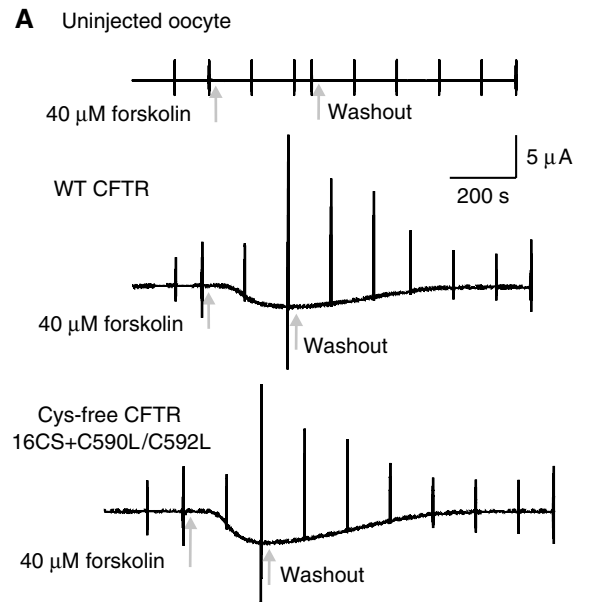 A Uninjected oocyte
40 μM forskolin
Washout
5 μA
200 s
WT CFTR
40 μM forskolin
Washout
Cys-free CFTR
16CS+C590L/C592L
40 μM forskolin
Washout